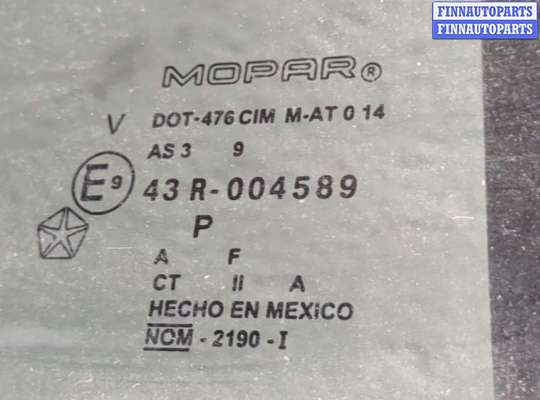 FINNAUTOPARTS
FINNAUTOPARTS
MOPAR®
V DOT-476 CIM M-AT 0 14
AS 3 9
E9 43 R-004589
P
A F
CT II A
HECHO EN MEXICO
NOM - 2190 - I